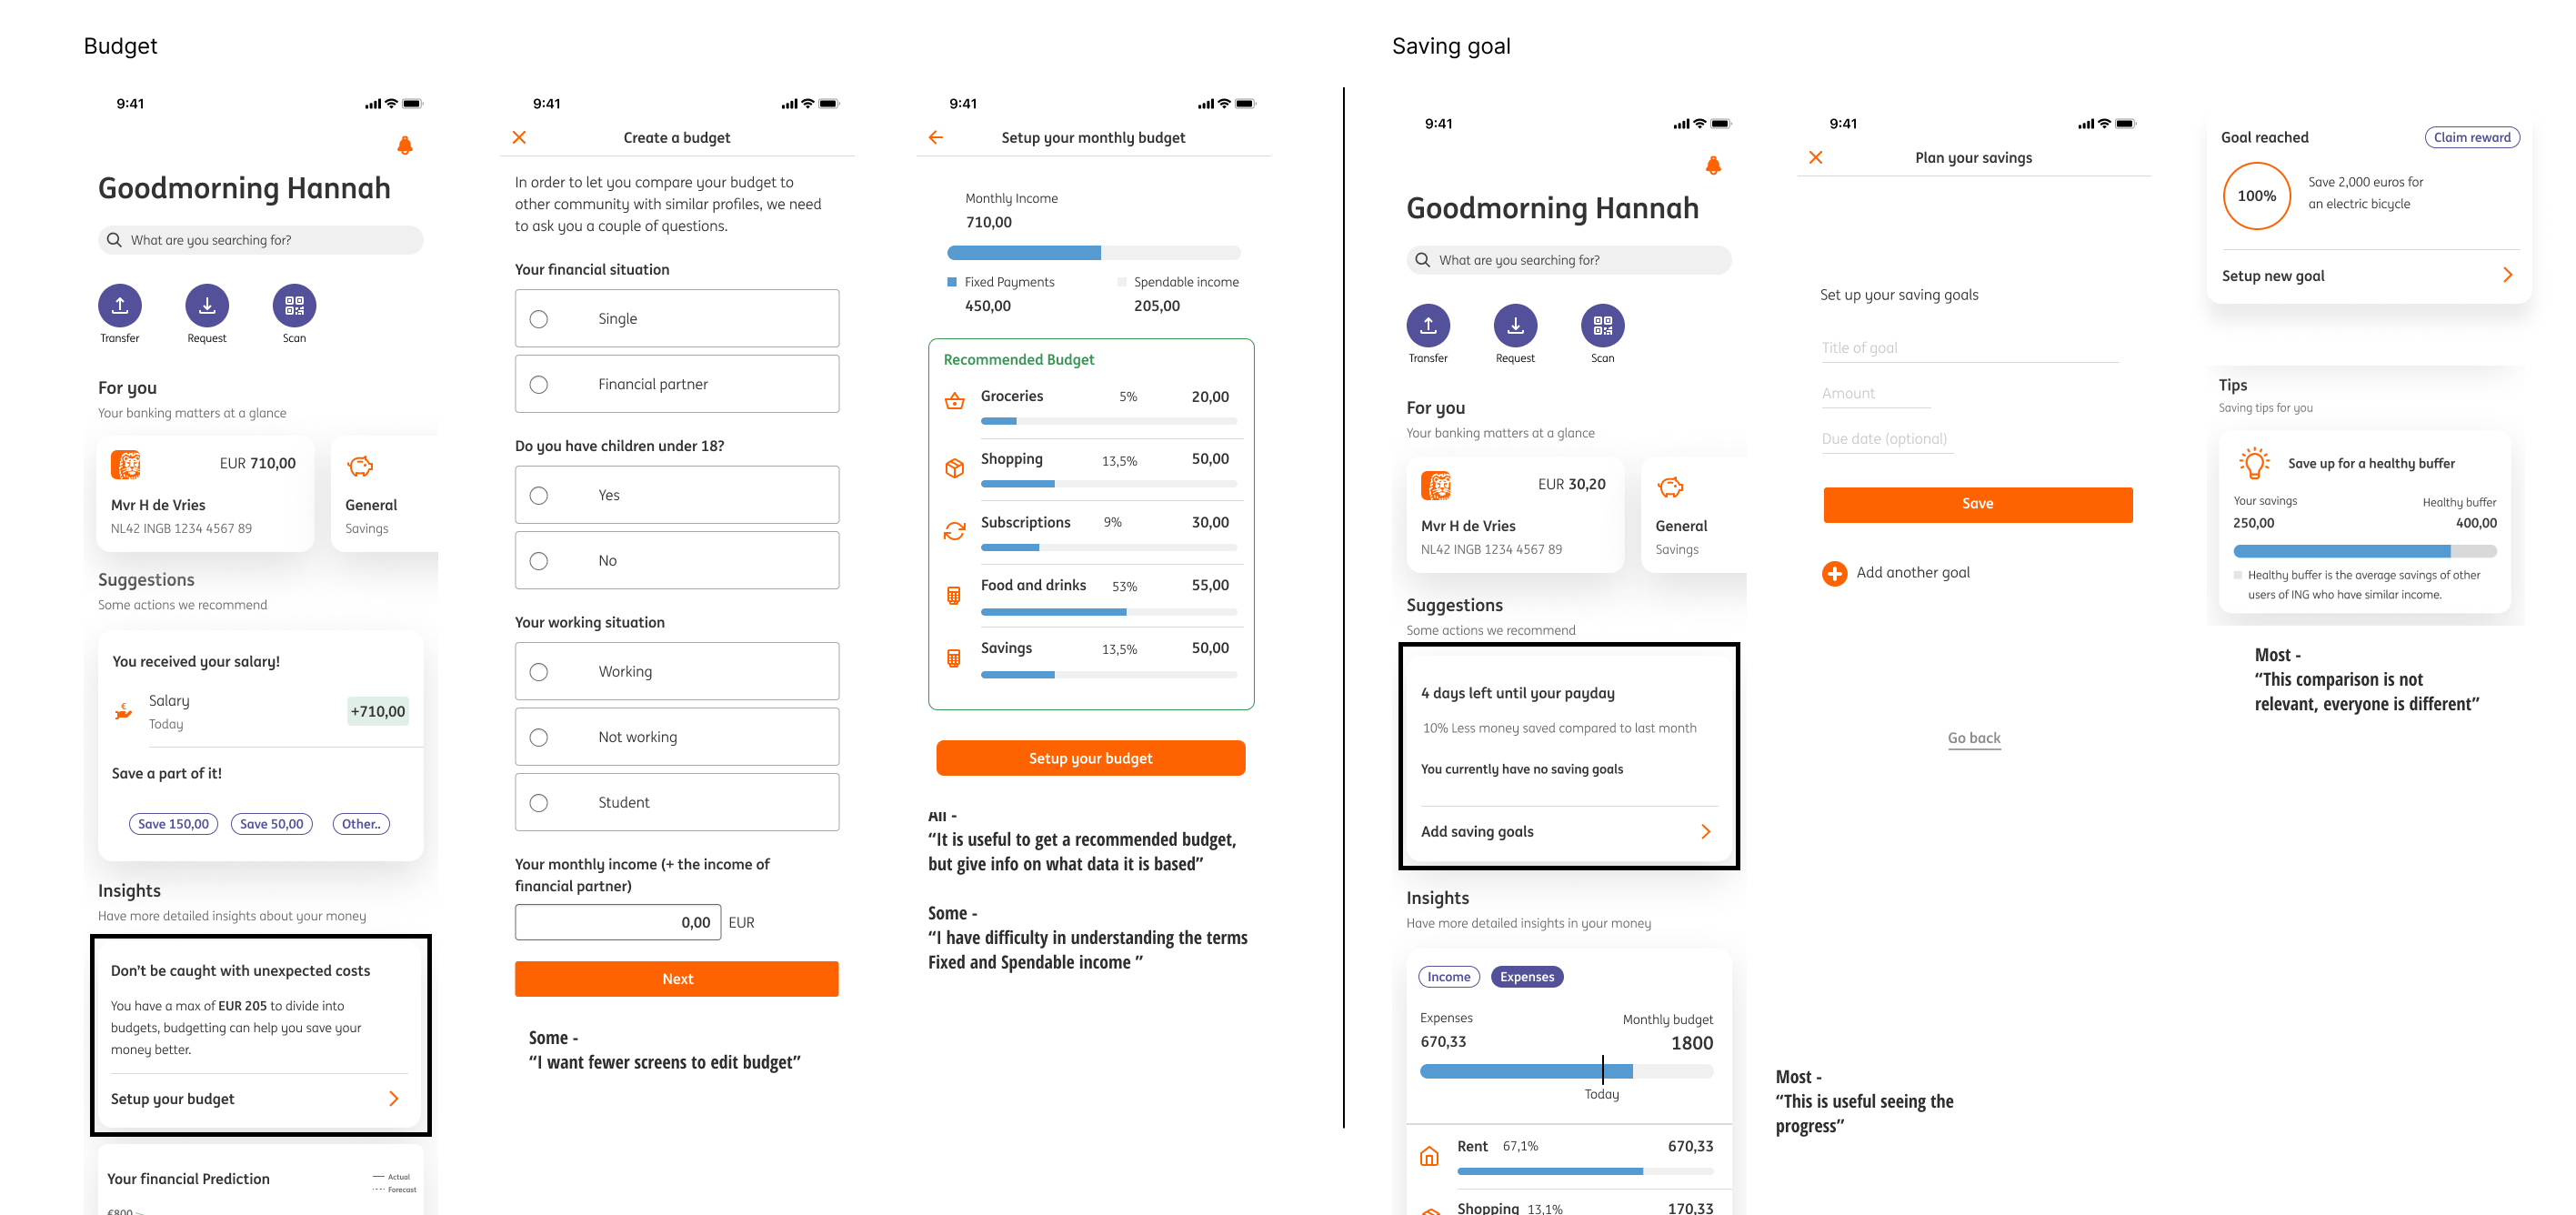 Budget
9:41
Goodmorning Hannah
What are you searching for?
Transfer
Request
Scan
For you
Your banking matters at a glance
EUR 710,00
Mvr H de Vries
NL42 INGB 1234 4567 89
General
Savings
Suggestions
Some actions we recommend
You received your salary!
Salary
Today
+710,00
Save a part of it!
Save 150,00
Save 50,00
Other..
Insights
Have more detailed insights about your money
Don't be caught with unexpected costs
You have a max of EUR 205 to divide into
budgets, budgetting can help you save your
money better.
Setup your budget
Your financial Prediction
Actual
Forecast
€800
9:41
Create a budget
In order to let you compare your budget to
other community with similar profiles, we need
to ask you a couple of questions.
Your financial situation
Single
Financial partner
Do you have children under 18?
Yes
No
Your working situation
Working
Not working
Student
Your monthly income (+ the income of
financial partner)
0,00 EUR
Next
Some -
“I want fewer screens to edit budget”
9:41
Setup your monthly budget
Monthly Income
710,00
Fixed Payments
450,00
Spendable income
205,00
Recommended Budget
Groceries 5% 20,00
Shopping 13,5% 50,00
Subscriptions 9% 30,00
Food and drinks 53% 55,00
Savings 13,5% 50,00
Setup your budget
All -
“It is useful to get a recommended budget,
but give info on what data it is based”
Some -
“I have difficulty in understanding the terms
Fixed and Spendable income ”
Saving goal
9:41
Goodmorning Hannah
What are you searching for?
Transfer
Request
Scan
For you
Your banking matters at a glance
EUR 30,20
Mvr H de Vries
NL42 INGB 1234 4567 89
General
Savings
Suggestions
Some actions we recommend
4 days left until your payday
10% Less money saved compared to last month
You currently have no saving goals
Add saving goals
Insights
Have more detailed insights in your money
Income
Expenses
Expenses
670,33
Monthly budget
1800
Today
Rent 67,1% 670,33
Shopping 13,1% 170,33
9:41
Plan your savings
Set up your saving goals
Title of goal
Amount
Due date (optional)
Save
Add another goal
Go back
Most -
“This is useful seeing the
progress”
Goal reached
Claim reward
100%
Save 2,000 euros for
an electric bicycle
Setup new goal
Tips
Saving tips for you
Save up for a healthy buffer
Your savings
250,00
Healthy buffer
400,00
Healthy buffer is the average savings of other
users of ING who have similar income.
Most -
“This comparison is not
relevant, everyone is different”